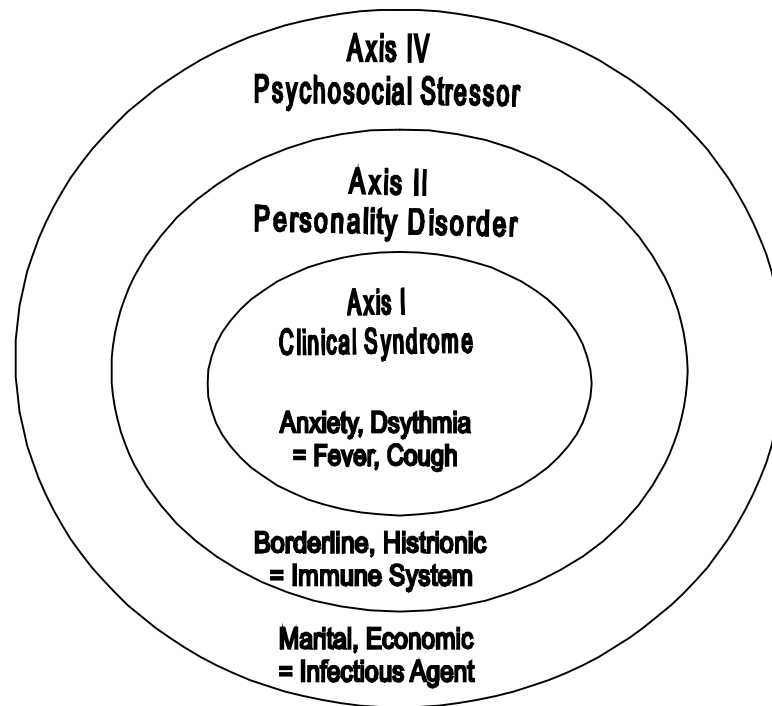 Axis IV
Psychosocial Stressor
Axis II
Personality Disorder
Axis I
Clinical Syndrome
Anxiety, Dsythmia
= Fever, Cough
Borderline, Histrionic
= Immune System
Marital, Economic
= Infectious Agent